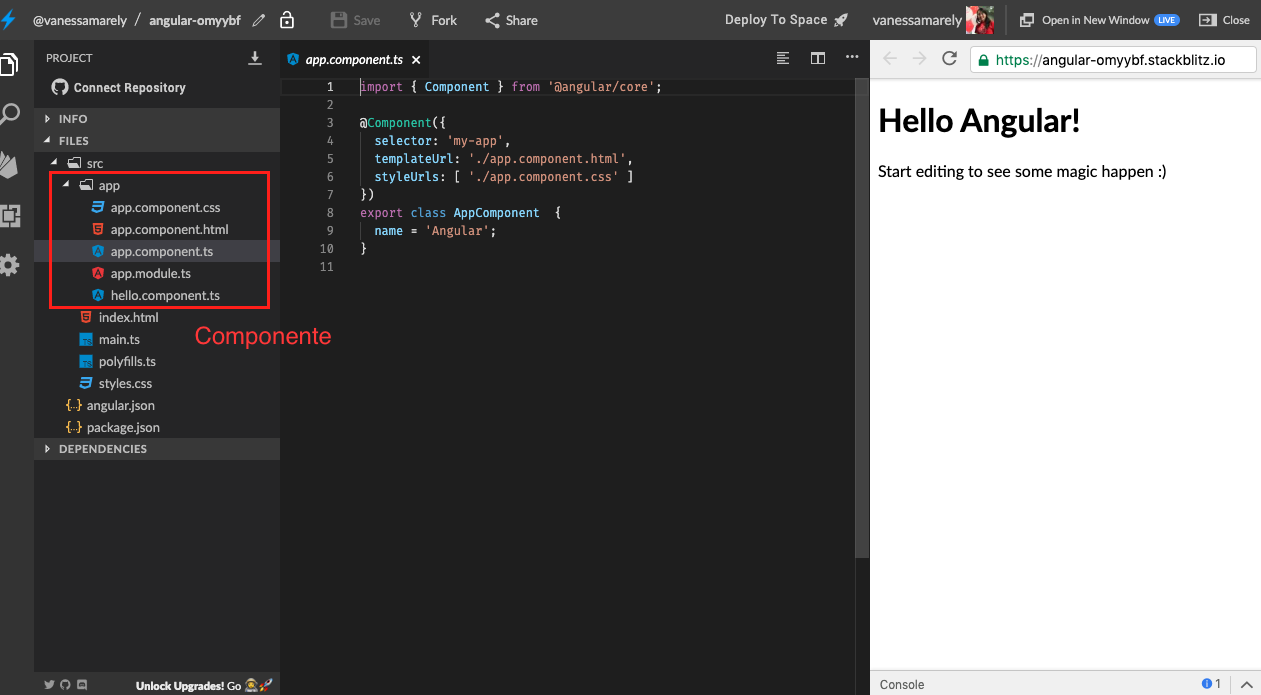 @vanessamarely / angular-omyybf
Save
Fork
Share
Deploy To Space
vanessamarely
Open in New Window LIVE
Close
PROJECT
Connect Repository
INFO
FILES
src
app
app.component.css
app.component.html
app.component.ts
app.module.ts
hello.component.ts
index.html
main.ts
polyfills.ts
styles.css
{..} angular.json
{..} package.json
DEPENDENCIES
Componente
Unlock Upgrades! Go
app.component.ts ×
1 import { Component } from '@angular/core';
2
3 @Component({
4 selector: 'my-app',
5 templateUrl: './app.component.html',
6 styleUrls: [ './app.component.css' ]
7 })
8 export class AppComponent {
9 name = 'Angular';
10 }
11
https://angular-omyybf.stackblitz.io
Hello Angular!
Start editing to see some magic happen :)
Console
1